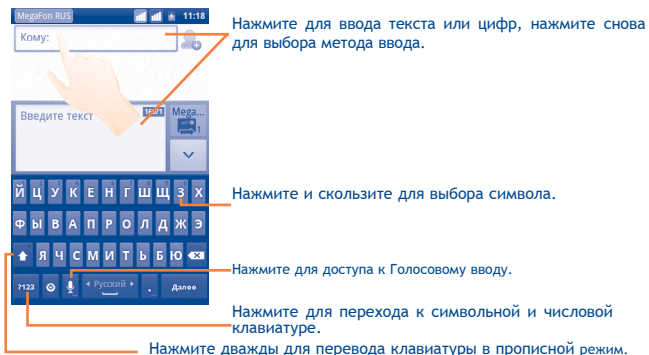 MegaFon RUS 11:18
Кому:
Нажмите для ввода текста или цифр, нажмите снова
для выбора метода ввода.
Введите текст
Mega...
1
Й Ц У К Е Н Г Ш Щ З Х
Нажмите и скользите для выбора символа.
Ф Ы В А П Р О Л Д Ж Э
Я Ч С М И Т Ь Б Ю
Нажмите для доступа к Голосовому вводу.
?123 Русский . Далее
Нажмите для перехода к символьной и числовой
клавиатуре.
Нажмите дважды для перевода клавиатуры в прописной режим.